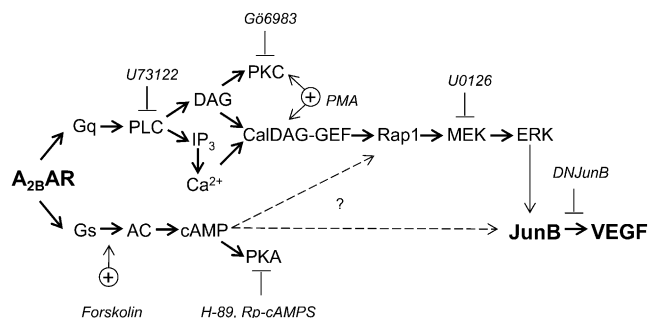 Gö6983
U73122
PKC
U0126
DAG
+ PMA
Gq PLC
IP3
CalDAG-GEF Rap1 MEK ERK
A2BAR
Ca2+
DNJunB
?
Gs AC cAMP
JunB VEGF
PKA
+
Forskolin
H-89, Rp-cAMPS